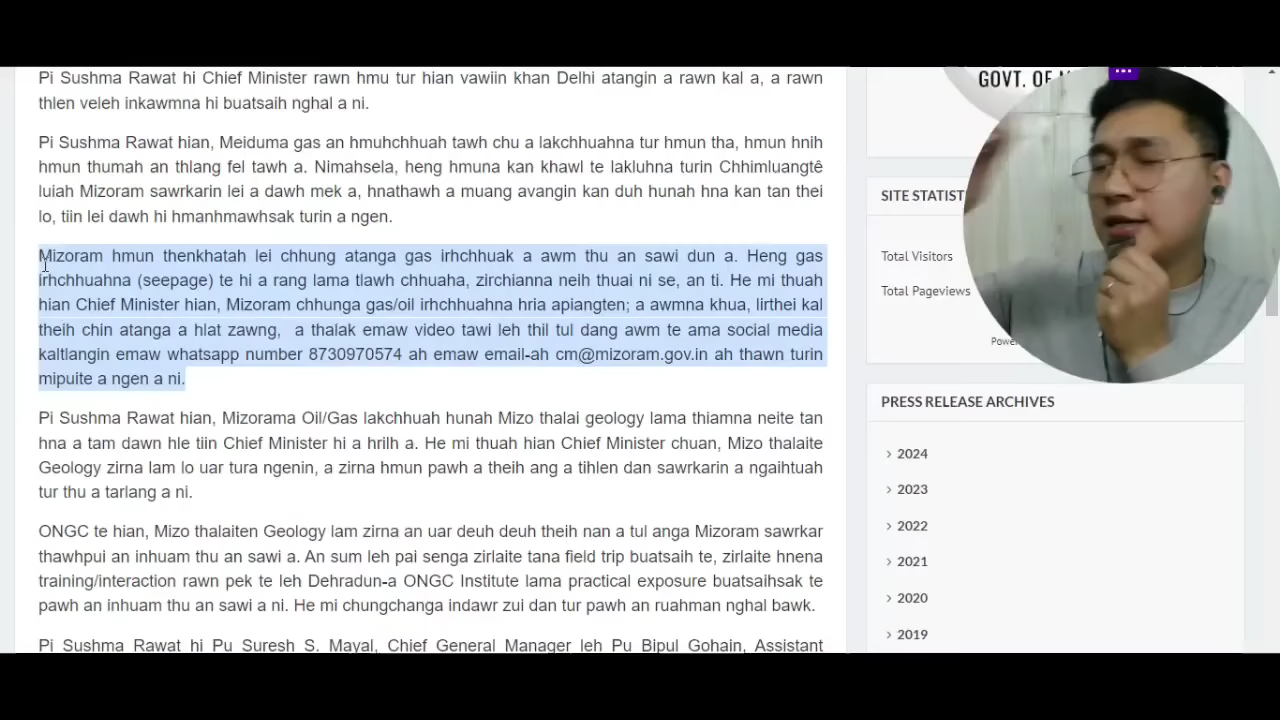 Pi Sushma Rawat hi Chief Minister rawn hmu tur hian vawiin khan Delhi atangin a rawn kal a, a rawn
thlen veleh inkawmna hi buatsaih nghal a ni.
Pi Sushma Rawat hian, Meiduma gas an hmuhchhuah tawh chu a lakchhuahna tur hmun tha, hmun hnih
hmun thumah an thlang fel tawh a. Nimahsela, heng hmuna kan khawl te lakluhna turin Chhimluangtê
luiah Mizoram sawrkarin lei a dawh mek a, hnathawh a muang avangin kan duh hunah hna kan tan thei
lo, tiin lei dawh hi hmanhmawhsak turin a ngen.
Mizoram hmun thenkhatah lei chhung atanga gas irhchhuak a awm thu an sawi dun a. Heng gas
irhchhuahna (seepage) te hi a rang lama tlawh chhuaha, zirchianna neih thuai ni se, an ti. He mi thuah
hian Chief Minister hian, Mizoram chhunga gas/oil irhchhuahna hria apiangten; a awmna khua, lirthei kal
theih chin atanga a hlat zawng,  a thalak emaw video tawi leh thil tul dang awm te ama social media
kaltlangin emaw whatsapp number 8730970574 ah emaw email-ah cm@mizoram.gov.in ah thawn turin
mipuite a ngen a ni.
Pi Sushma Rawat hian, Mizorama Oil/Gas lakchhuah hunah Mizo thalai geology lama thiamna neite tan
hna a tam dawn hle tiin Chief Minister hi a hrilh a. He mi thuah hian Chief Minister chuan, Mizo thalaite
Geology zirna lam lo uar tura ngenin, a zirna hmun pawh a theih ang a tihlen dan sawrkarin a ngaihtuah
tur thu a tarlang a ni.
ONGC te hian, Mizo thalaiten Geology lam zirna an uar deuh deuh theih nan a tul anga Mizoram sawrkar
thawhpui an inhuam thu an sawi a. An sum leh pai senga zirlaite tana field trip buatsaih te, zirlaite hnena
training/interaction rawn pek te leh Dehradun-a ONGC Institute lama practical exposure buatsaihsak te
pawh an inhuam thu an sawi a ni. He mi chungchanga indawr zui dan tur pawh an ruahman nghal bawk.
Pi Sushma Rawat hi Pu Suresh S. Mayal, Chief General Manager leh Pu Bipul Gohain, Assistant
GOVT. OF
SITE STATIST
Total Visitors
Total Pageviews
PRESS RELEASE ARCHIVES
2024
2023
2022
2021
2020
2019